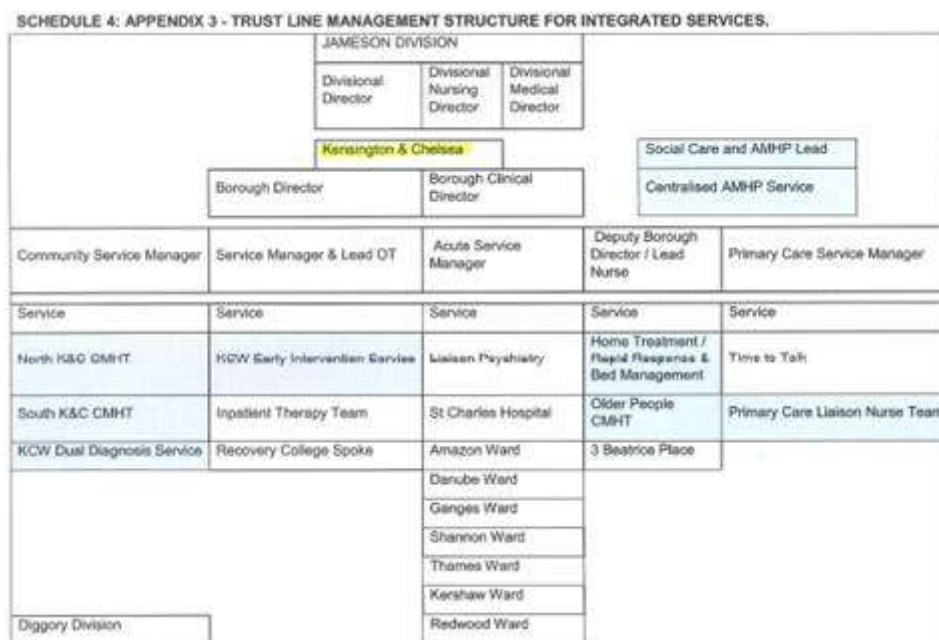 SCHEDULE 4: APPENDIX 3 - TRUST LINE MANAGEMENT STRUCTURE FOR INTEGRATED SERVICES.
JAMESON DIVISION
Divisional Director
Divisional Nursing Director
Divisional Medical Director
Kensington & Chelsea
Social Care and AMHP Lead
Borough Director
Borough Clinical Director
Centralised AMHP Service
Community Service Manager
Service Manager & Lead OT
Acute Service Manager
Deputy Borough Director / Lead Nurse
Primary Care Service Manager
Service
Service
Service
Service
Service
North K&C CMHT
KCW Early Intervention Service
Liaison Psychiatry
Home Treatment / Rapid Response & Bed Management
Time to Talk
South K&C CMHT
Inpatient Therapy Team
St Charles Hospital
Older People CMHT
Primary Care Liaison Nurse Team
KCW Dual Diagnosis Service
Recovery College Spoke
Amazon Ward
3 Beatrice Place
Danube Ward
Ganges Ward
Shannon Ward
Thames Ward
Kershaw Ward
Diggory Division
Redwood Ward